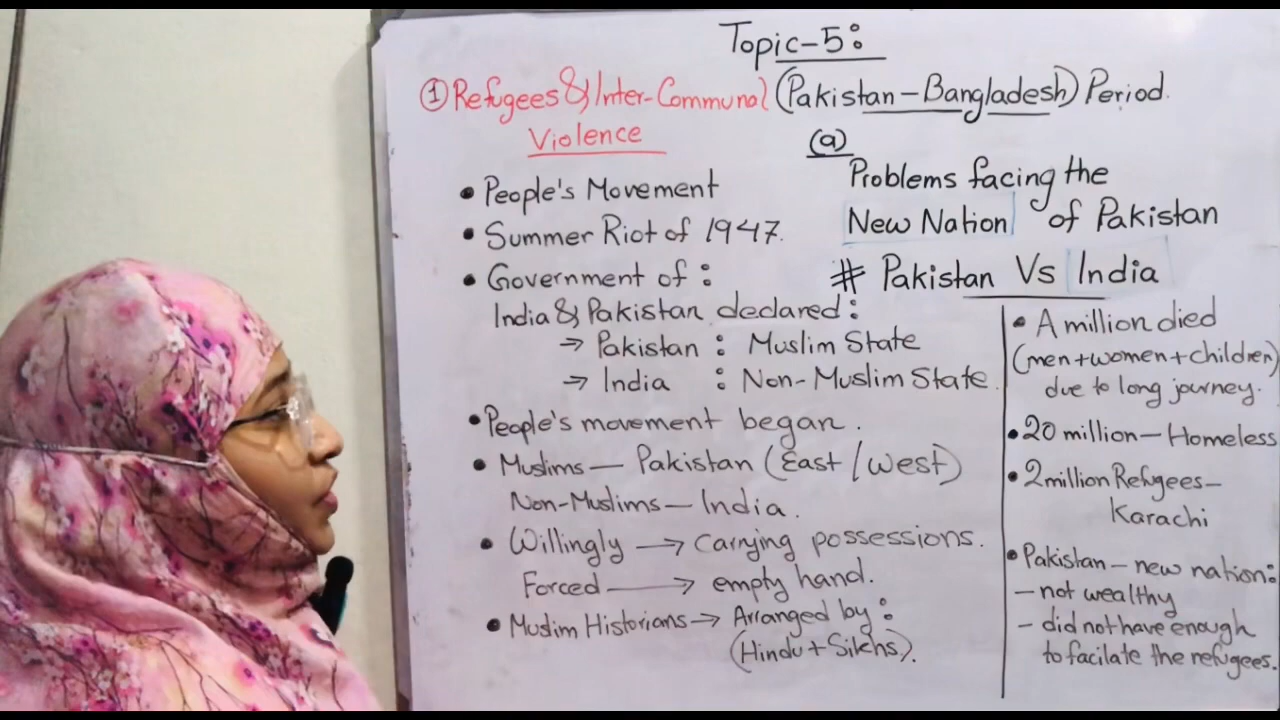 Topic-5:
① Refugees & Inter-Communal Violence
(Pakistan-Bangladesh) Period.
(a)
Problems facing the
New Nation of Pakistan
# Pakistan Vs India
• People's Movement
• Summer Riot of 1947.
• Government of :
India & Pakistan declared :
→ Pakistan : Muslim State
→ India : Non-Muslim State.
• People's movement began.
• Muslims — Pakistan (East/West)
Non-Muslims — India.
• Willingly → carrying possessions.
Forced → empty hand.
• Muslim Historians → Arranged by :
(Hindu + Sikhs).
• A million died
(men+women+children)
due to long journey.
• 20 million — Homeless
• 2 million Refugees —
Karachi
• Pakistan — new nation:
— not wealthy
— did not have enough
to facilate the refugees.